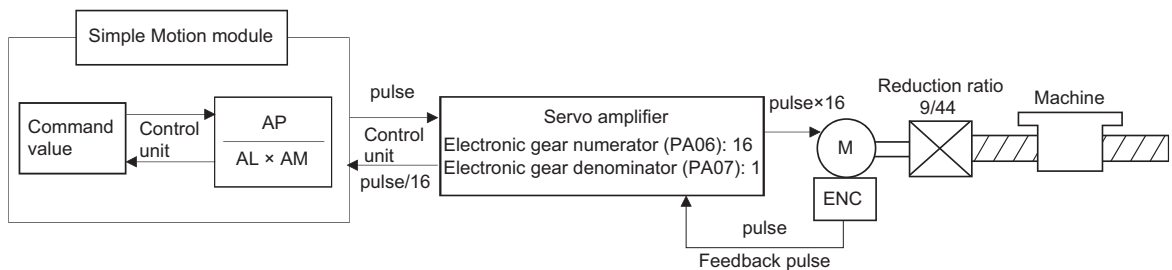 Simple Motion module
Command
value
Control
unit
AP
AL × AM
pulse
Control
unit
pulse/16
Servo amplifier
Electronic gear numerator (PA06): 16
Electronic gear denominator (PA07): 1
pulse×16
M
ENC
Reduction ratio
9/44
Machine
pulse
Feedback pulse